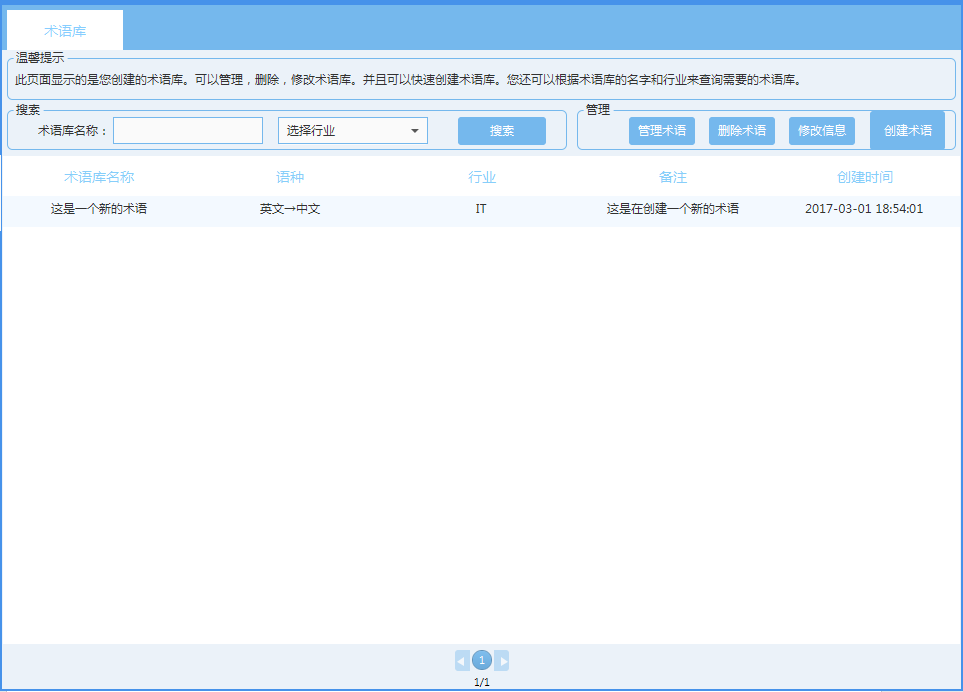 术语库
温馨提示
此页面显示的是您创建的术语库。可以管理，删除，修改术语库。并且可以快速创建术语库。您还可以根据术语库的名字和行业来查询需要的术语库。
搜索
术语库名称： 选择行业 搜索
管理
管理术语 删除术语 修改信息 创建术语
术语库名称 语种 行业 备注 创建时间
这是一个新的术语 英文→中文 IT 这是在创建一个新的术语 2017-03-01 18:54:01
1
1/1